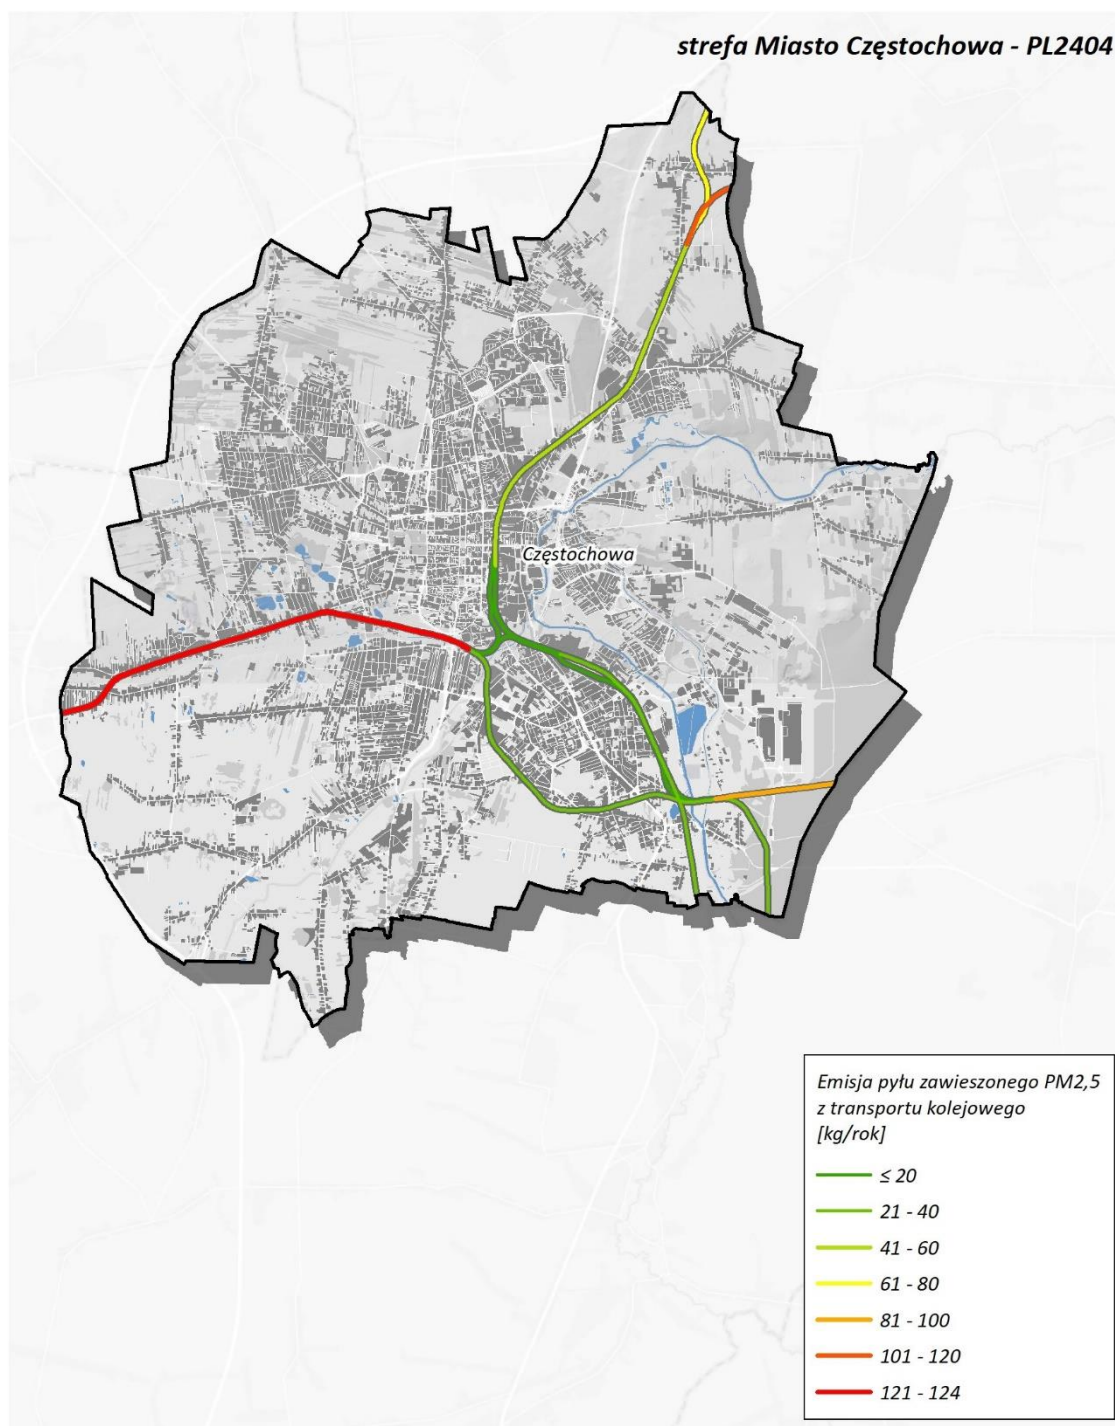 strefa Miasto Częstochowa - PL2404
Częstochowa
Emisja pyłu zawieszonego PM2,5
z transportu kolejowego
[kg/rok]
≤ 20
21 - 40
41 - 60
61 - 80
81 - 100
101 - 120
121 - 124